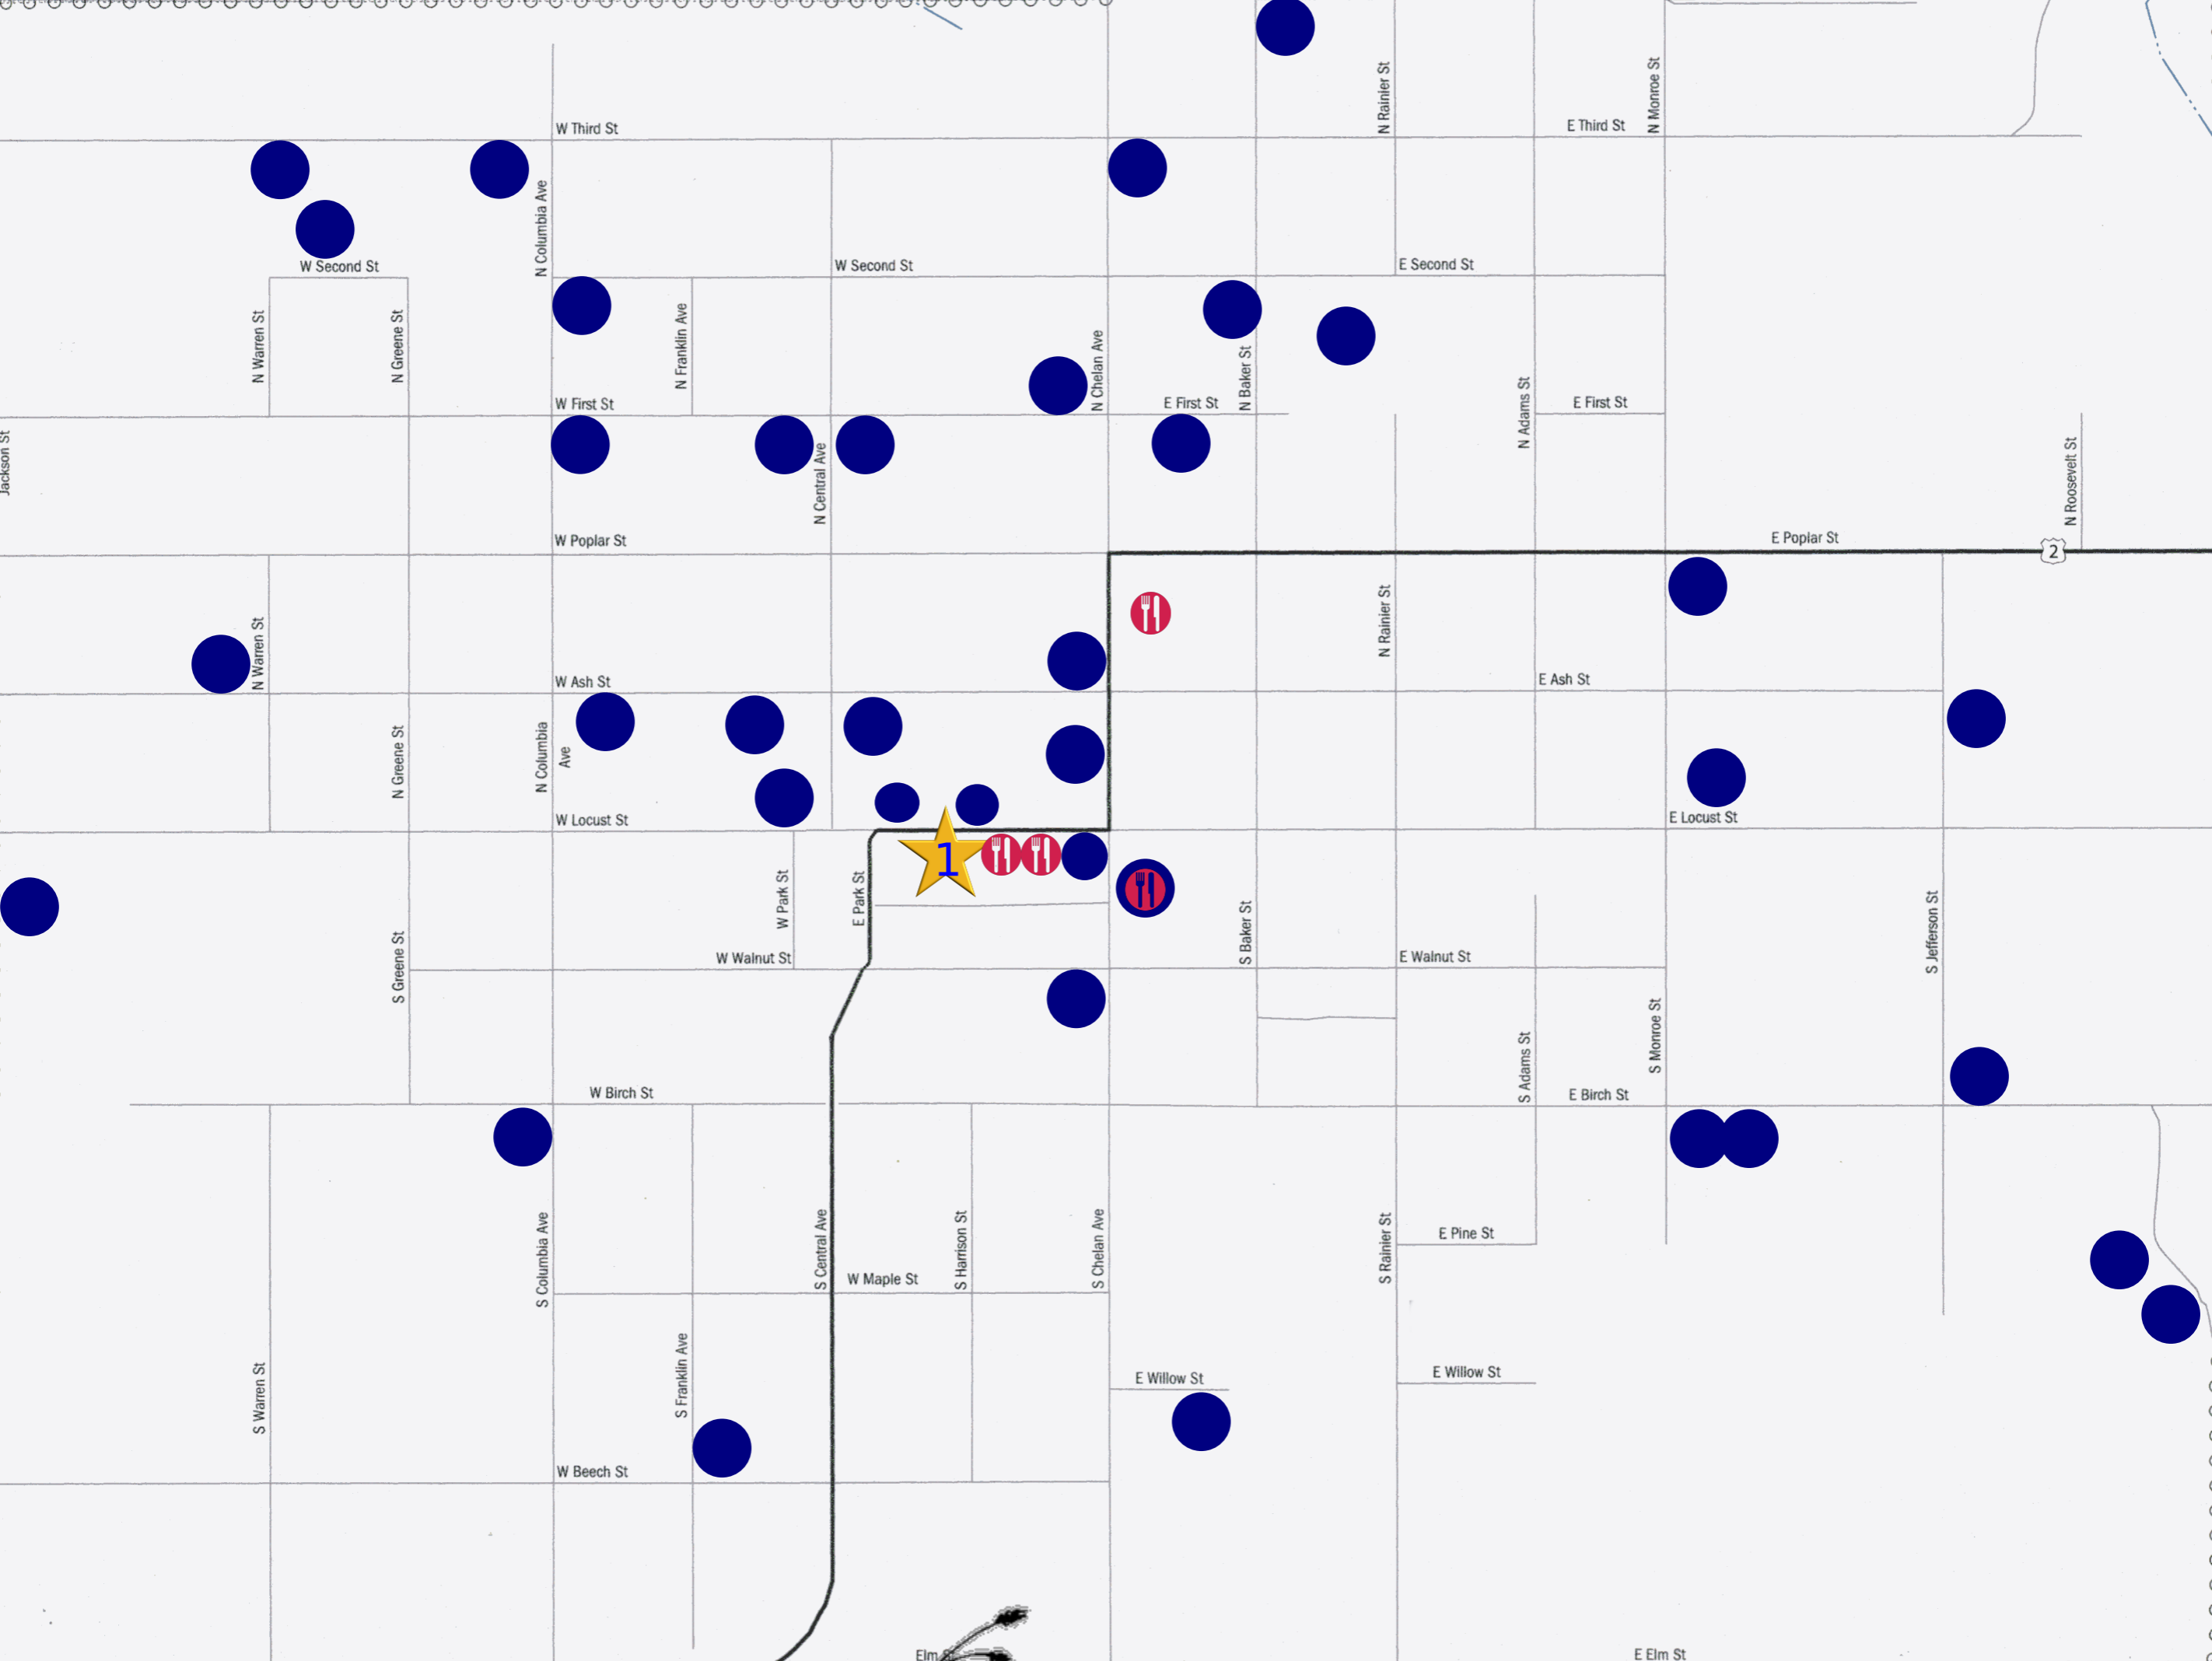 N Rainier St
N Monroe St
W Third St
E Third St
N Columbia Ave
W Second St
W Second St
E Second St
N Warren St
N Greene St
N Franklin Ave
N Chelan Ave
N Baker St
N Adams St
W First St
E First St
E First St
Jackson St
N Central Ave
N Roosevelt St
W Poplar St
E Poplar St
2
N Warren St
N Rainier St
W Ash St
E Ash St
N Greene St
N Columbia
Ave
W Locust St
E Locust St
1
W Park St
E Park St
S Greene St
S Baker St
S Jefferson St
W Walnut St
E Walnut St
S Adams St
S Monroe St
W Birch St
E Birch St
S Columbia Ave
S Central Ave
S Harrison St
S Chelan Ave
S Rainier St
E Pine St
W Maple St
S Warren St
S Franklin Ave
E Willow St
E Willow St
W Beech St
Elm
E Elm St